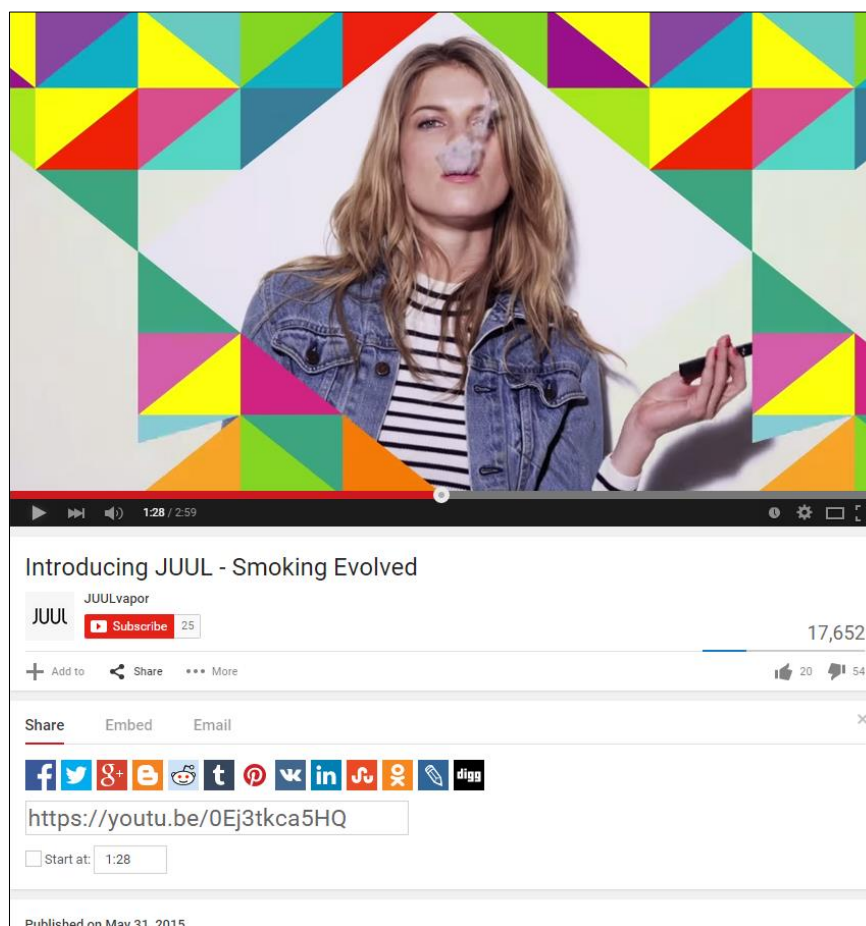 1:28 / 2:59
Introducing JUUL - Smoking Evolved
JUUL
JUULvapor
Subscribe 25
17,652
Add to Share More 20 54
Share Embed Email
digg
https://youtu.be/0Ej3tkca5HQ
Start at: 1:28
Published on May 31, 2015